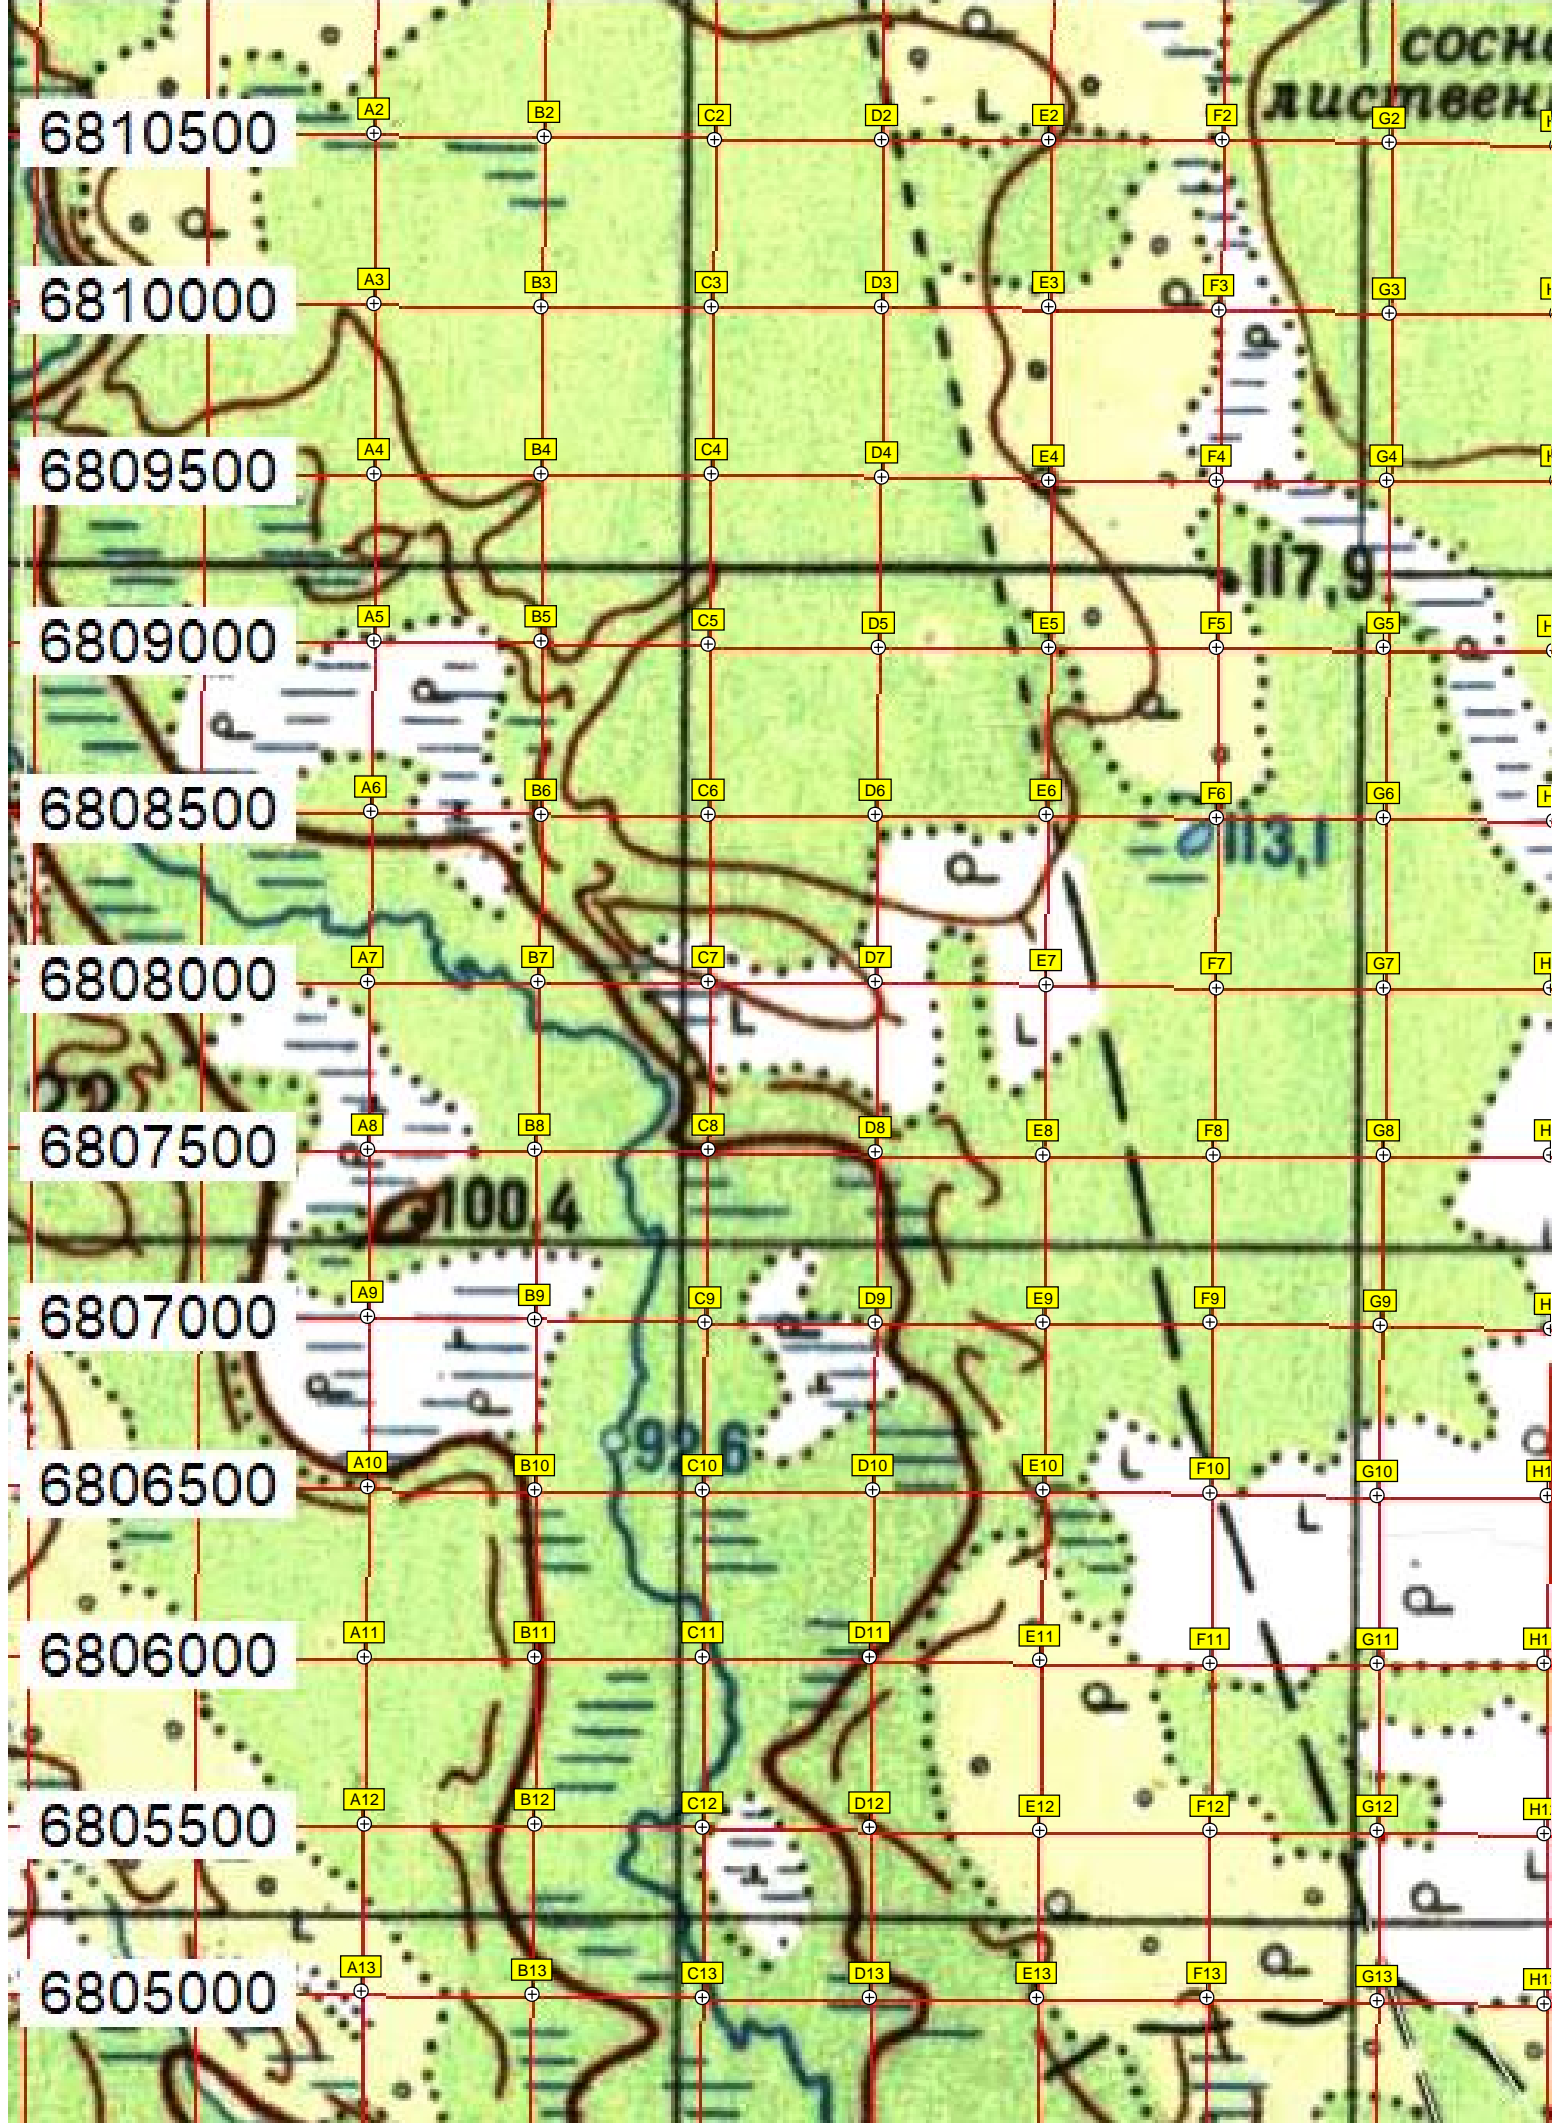 сосн
листвен
A2 B2 C2 D2 E2 F2 G2
6810500
A3 B3 C3 D3 E3 F3 G3
6810000
A4 B4 C4 D4 E4 F4 G4
6809500
117,9
A5 B5 C5 D5 E5 F5 G5
6809000
A6 B6 C6 D6 E6 F6 G6
6808500
113,1
A7 B7 C7 D7 E7 F7 G7
6808000
A8 B8 C8 D8 E8 F8 G8
6807500
100,4
A9 B9 C9 D9 E9 F9 G9
6807000
92,6
A10 B10 C10 D10 E10 F10 G10
6806500
A11 B11 C11 D11 E11 F11 G11
6806000
A12 B12 C12 D12 E12 F12 G12
6805500
A13 B13 C13 D13 E13 F13 G13
6805000